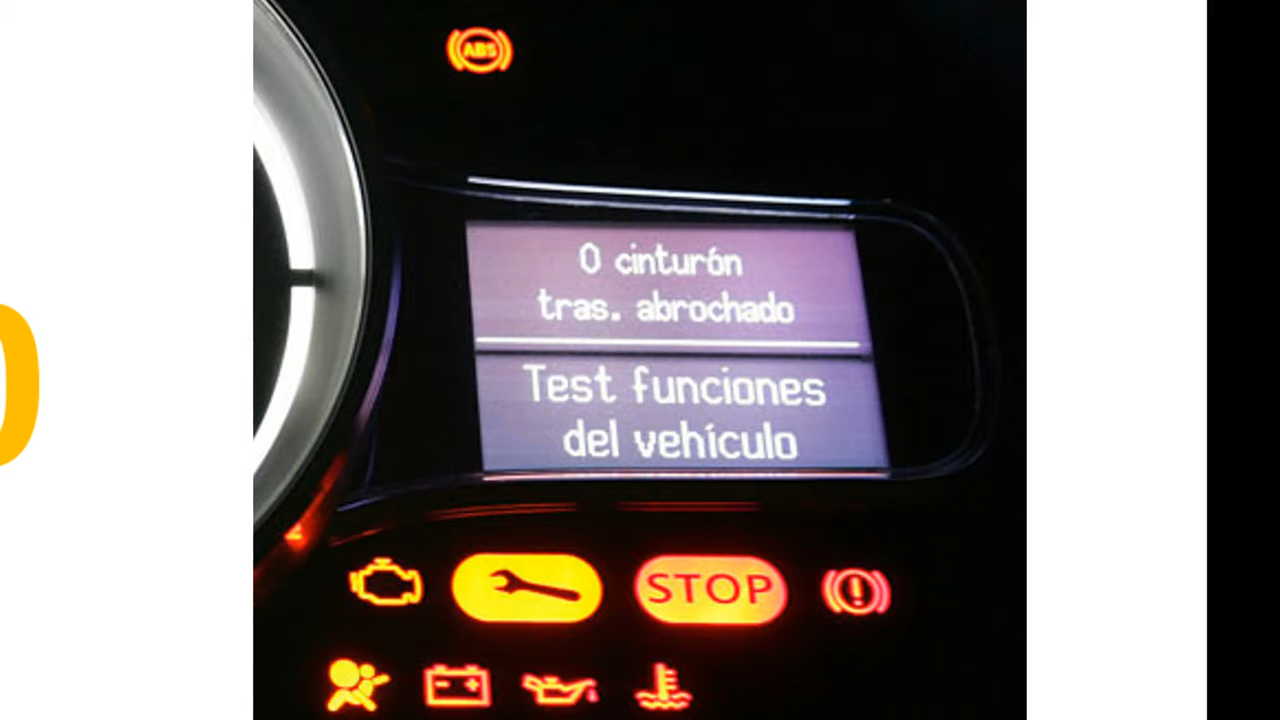 ABS
0 cinturón
tras. abrochado
Test funciones
del vehículo
STOP